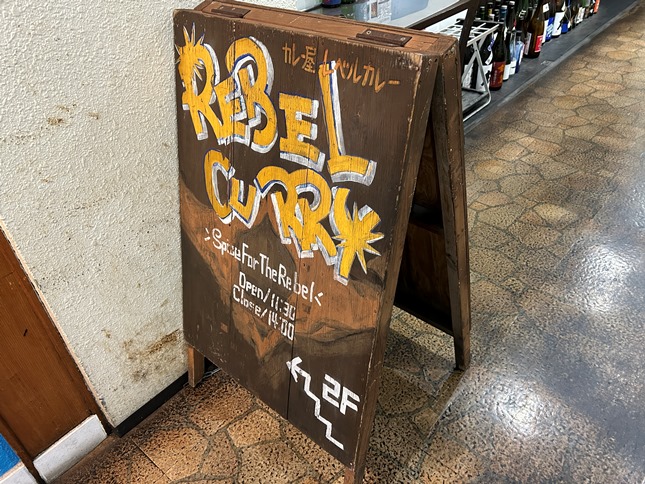 カレー屋 レベルカレー
REBEL
CURRY
>Spice For The Rebel<
Open/11:30
Close/14:00
2F